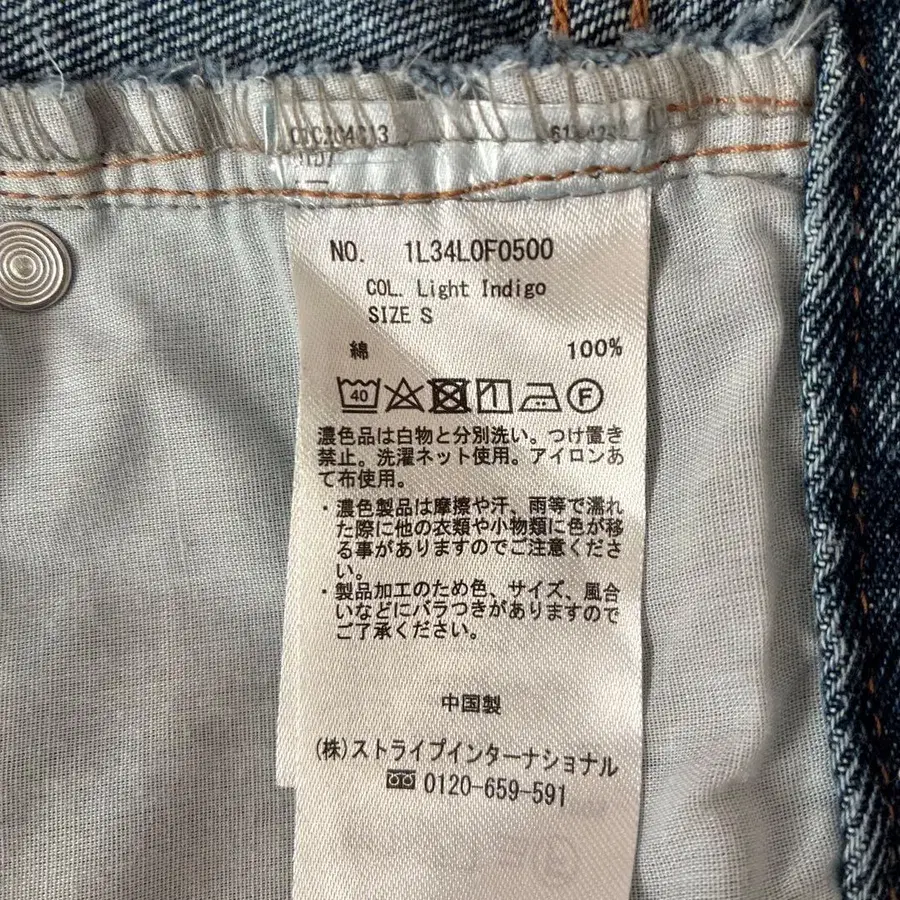 NO. 1L34L0F0500
COL. Light Indigo
SIZE S
綿 100%
40 F
濃色品は白物と分別洗い。つけ置き
禁止。洗濯ネット使用。アイロンあ
て布使用。
・濃色製品は摩擦や汗、雨等で濡れ
た際に他の衣類や小物類に色が移
る事がありますのでご注意くださ
い。
・製品加工のため色、サイズ、風合
いなどにバラつきがありますので
ご了承ください。
中国製
(株)ストライプインターナショナル
0120-659-591